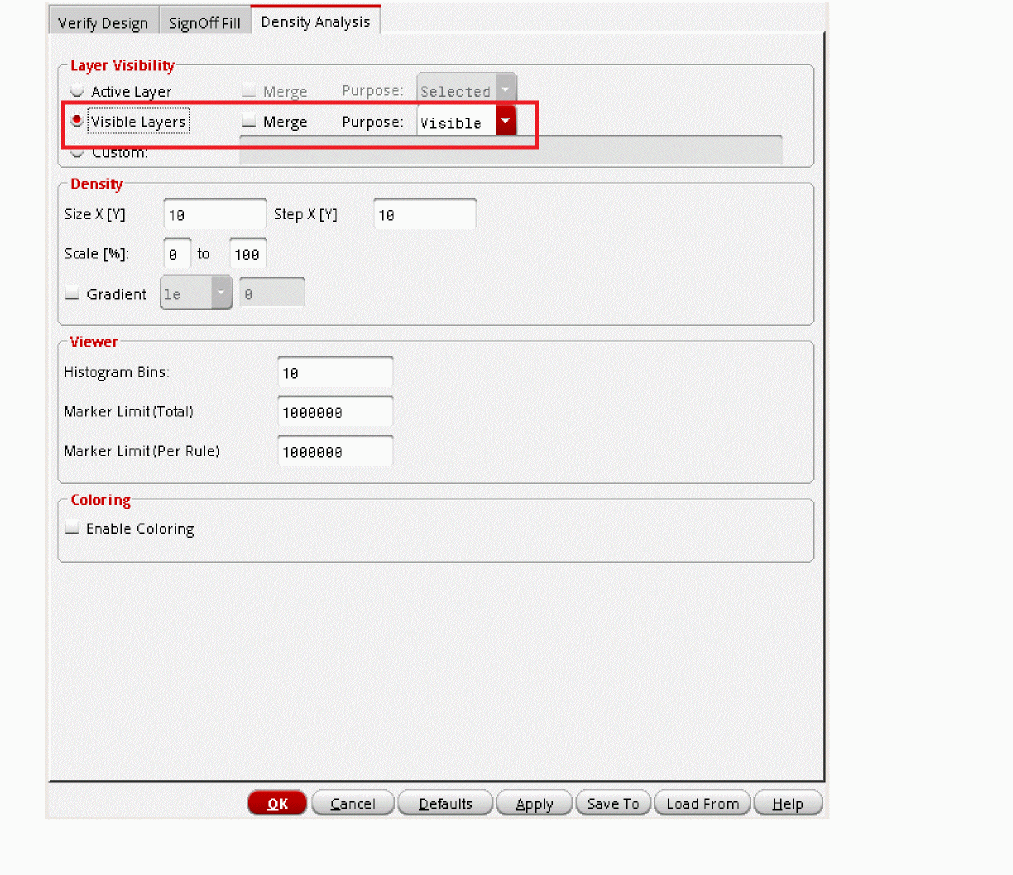 Verify Design SignOff Fill Density Analysis
Layer Visibility
Active Layer Merge Purpose: Selected
Visible Layers Merge Purpose: Visible
Custom:
Density
Size X [Y] 10 Step X [Y] 10
Scale [%]: 0 to 100
Gradient le 0
Viewer
Histogram Bins: 10
Marker Limit(Total) 1000000
Marker Limit(Per Rule) 1000000
Coloring
Enable Coloring
OK Cancel Defaults Apply Save To Load From Help